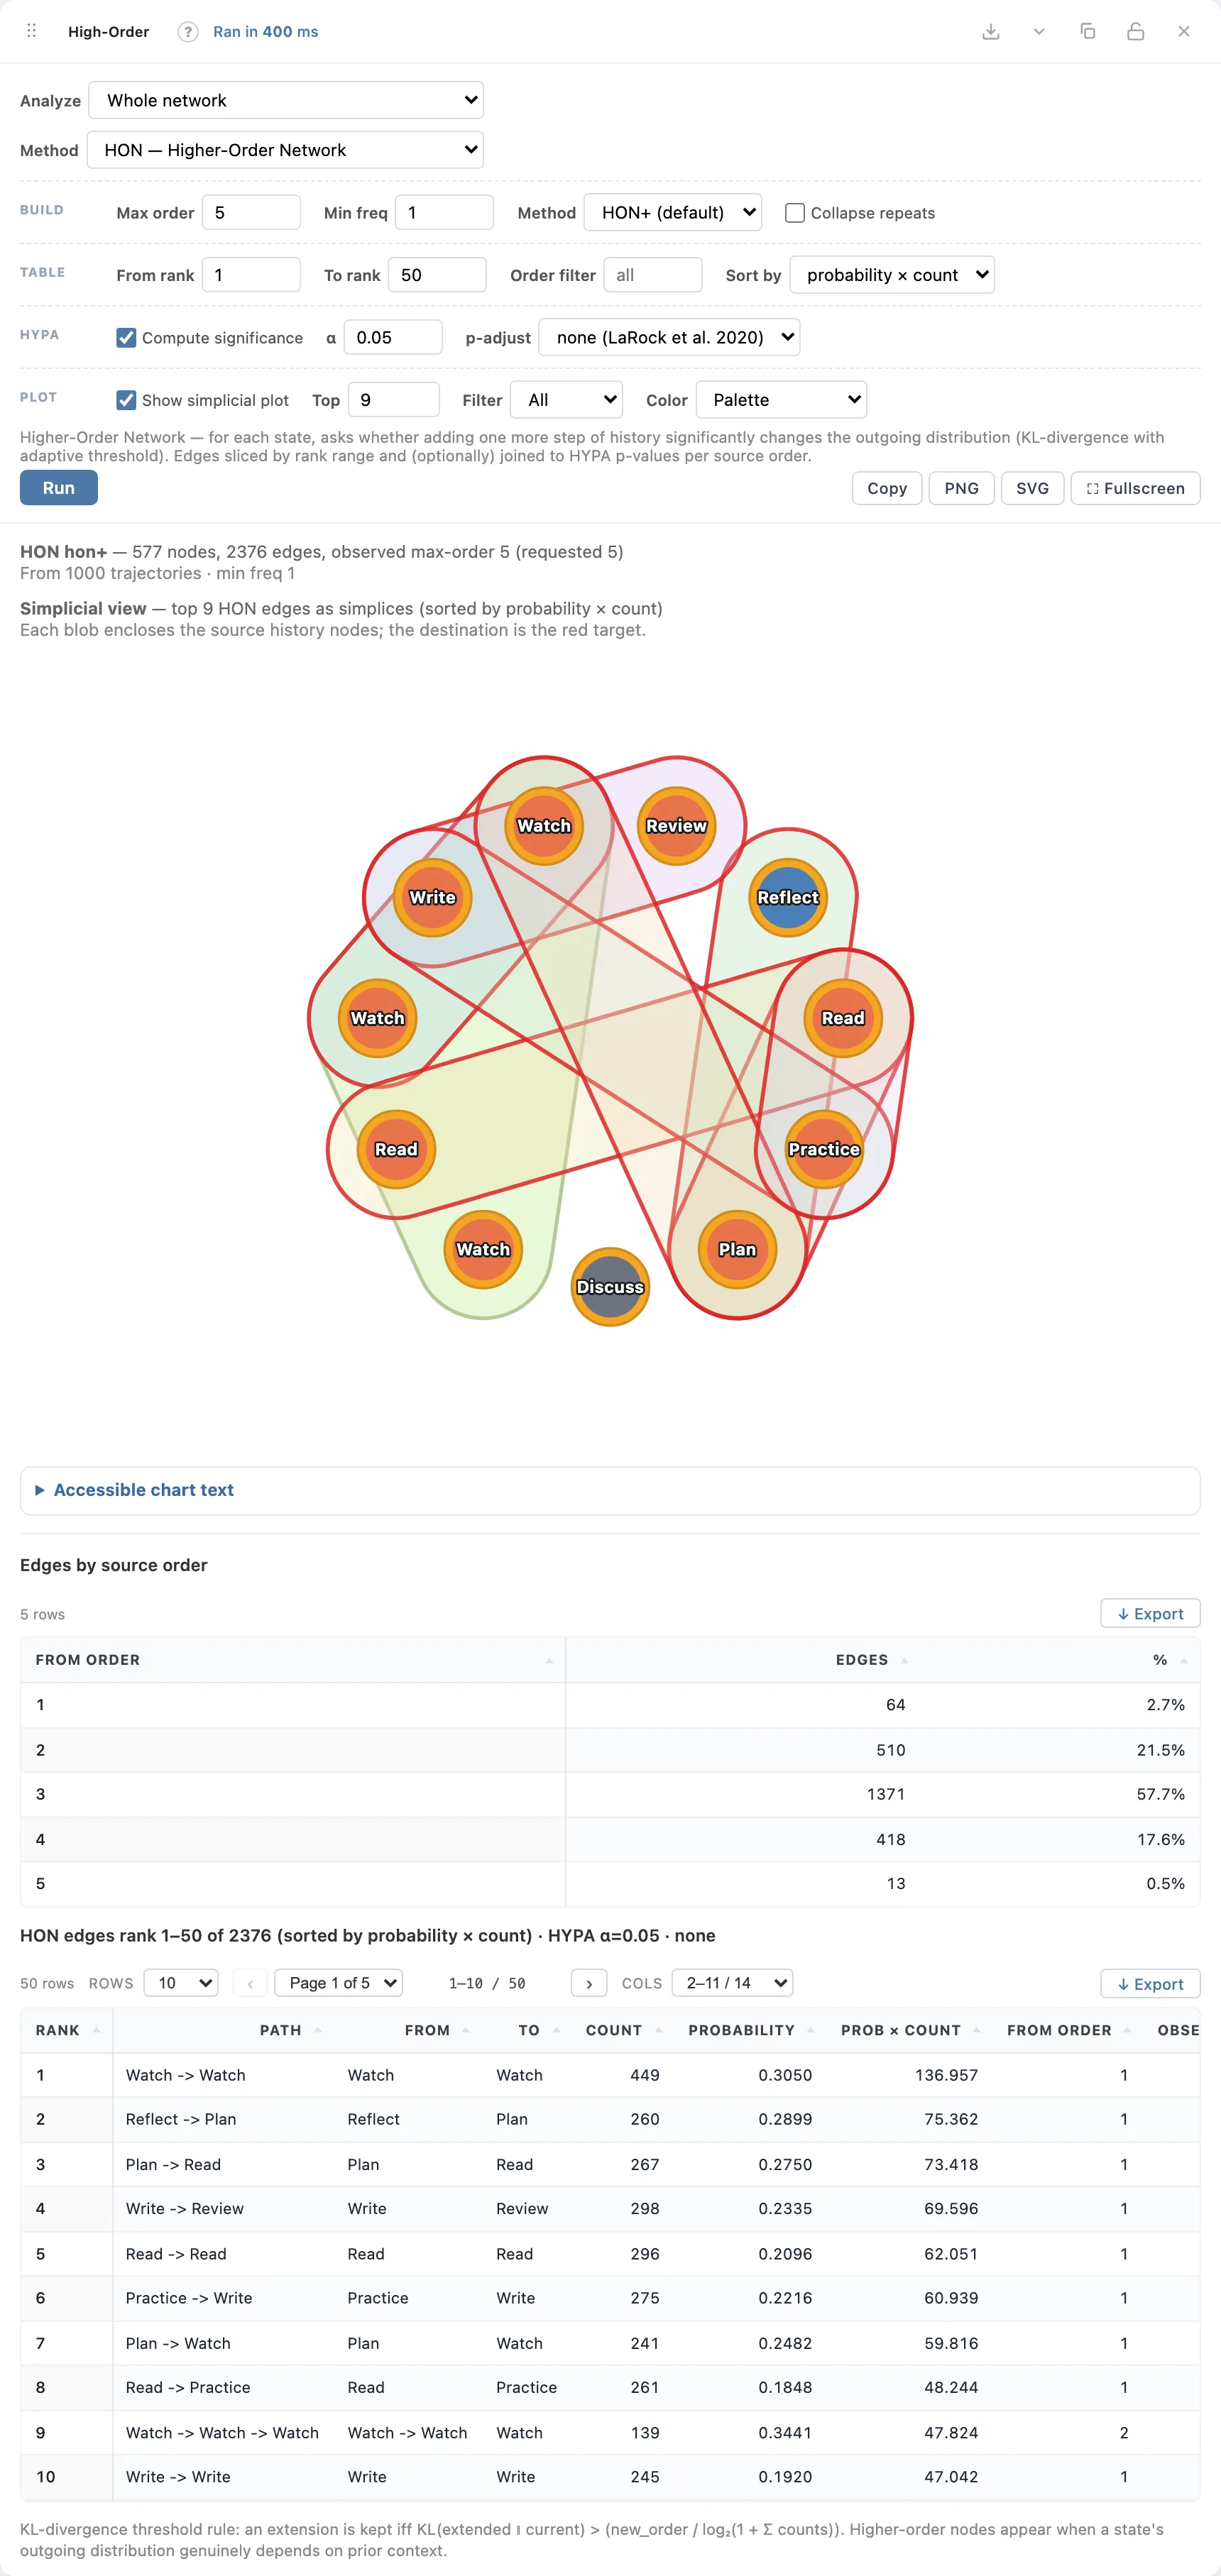 High-Order ? Ran in 400 ms
Analyze Whole network
Method HON — Higher-Order Network
BUILD Max order 5 Min freq 1 Method HON+ (default) Collapse repeats
TABLE From rank 1 To rank 50 Order filter all Sort by probability × count
HYPA Compute significance α 0.05 p-adjust none (LaRock et al. 2020)
PLOT Show simplicial plot Top 9 Filter All Color Palette
Higher-Order Network — for each state, asks whether adding one more step of history significantly changes the outgoing distribution (KL-divergence with
adaptive threshold). Edges sliced by rank range and (optionally) joined to HYPA p-values per source order.
Run Copy PNG SVG Fullscreen
HON hon+ — 577 nodes, 2376 edges, observed max-order 5 (requested 5)
From 1000 trajectories · min freq 1
Simplicial view — top 9 HON edges as simplices (sorted by probability × count)
Each blob encloses the source history nodes; the destination is the red target.
Watch Review
Write Reflect
Watch Read
Read Practice
Watch Plan
Discuss
Accessible chart text
Edges by source order
5 rows ↓ Export
FROM ORDER EDGES %
1 64 2.7%
2 510 21.5%
3 1371 57.7%
4 418 17.6%
5 13 0.5%
HON edges rank 1–50 of 2376 (sorted by probability × count) · HYPA α=0.05 · none
50 rows ROWS 10 ‹ Page 1 of 5 1–10 / 50 › COLS 2–11 / 14 ↓ Export
RANK PATH FROM TO COUNT PROBABILITY PROB × COUNT FROM ORDER OBSE
1 Watch -> Watch Watch Watch 449 0.3050 136.957 1
2 Reflect -> Plan Reflect Plan 260 0.2899 75.362 1
3 Plan -> Read Plan Read 267 0.2750 73.418 1
4 Write -> Review Write Review 298 0.2335 69.596 1
5 Read -> Read Read Read 296 0.2096 62.051 1
6 Practice -> Write Practice Write 275 0.2216 60.939 1
7 Plan -> Watch Plan Watch 241 0.2482 59.816 1
8 Read -> Practice Read Practice 261 0.1848 48.244 1
9 Watch -> Watch -> Watch Watch -> Watch Watch 139 0.3441 47.824 2
10 Write -> Write Write Write 245 0.1920 47.042 1
KL-divergence threshold rule: an extension is kept iff KL(extended ‖ current) > (new_order / log₂(1 + Σ counts)). Higher-order nodes appear when a state's
outgoing distribution genuinely depends on prior context.